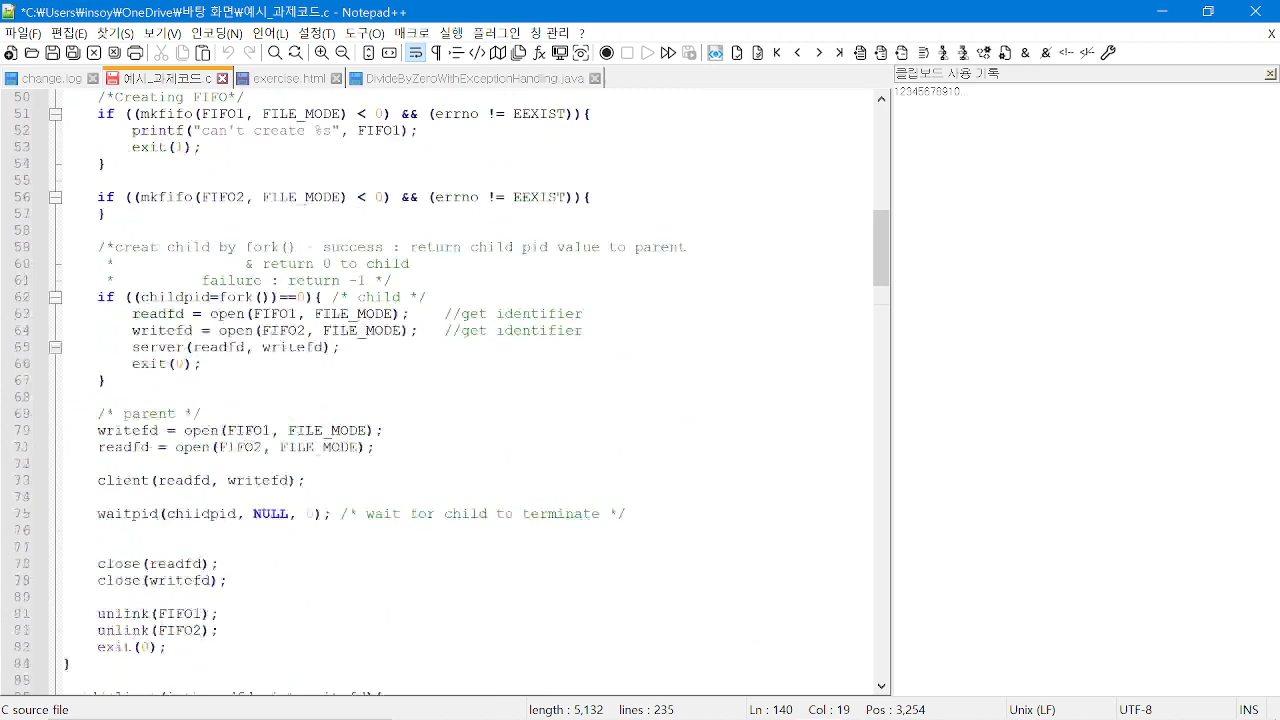 *C:\Users\insoy\OneDrive\바탕 화면\예시_과제코드.c - Notepad++
파일(F) 편집(E) 찾기(S) 보기(V) 인코딩(N) 언어(L) 설정(T) 도구(O) 매크로 실행 플러그인 창 관리 ? X
change.log 예시_과제코드.c exercise.html DivideByZeroWithExceptionHandling.java
클립보드 사용 기록
12345678910...
50 /*Creating FIFO*/
51 if ((mkfifo(FIFO1, FILE_MODE) < 0) && (errno != EEXIST)){
52 printf("can't create %s", FIFO1);
53 exit(1);
54 }
55
56 if ((mkfifo(FIFO2, FILE_MODE) < 0) && (errno != EEXIST)){
57 }
58
59 /*creat child by fork() - success : return child pid value to parent
60 * & return 0 to child
61 * failure : return -1 */
62 if ((childpid=fork())==0){ /* child */
63 readfd = open(FIFO1, FILE_MODE); //get identifier
64 writefd = open(FIFO2, FILE_MODE); //get identifier
65 server(readfd, writefd);
66 exit(0);
67 }
68
69 /* parent */
70 writefd = open(FIFO1, FILE_MODE);
readfd = open(FIFO2, FILE_MODE);
72
73 client(readfd, writefd);
74
75 waitpid(childpid, NULL, 0); /* wait for child to terminate */
76
77
78 close(readfd);
79 close(writefd);
80
81 unlink(FIFO1);
82 unlink(FIFO2);
83 exit(0);
84 }
85
C source file length : 5,132 lines : 235 Ln : 140 Col : 19 Pos : 3,254 Unix (LF) UTF-8 INS